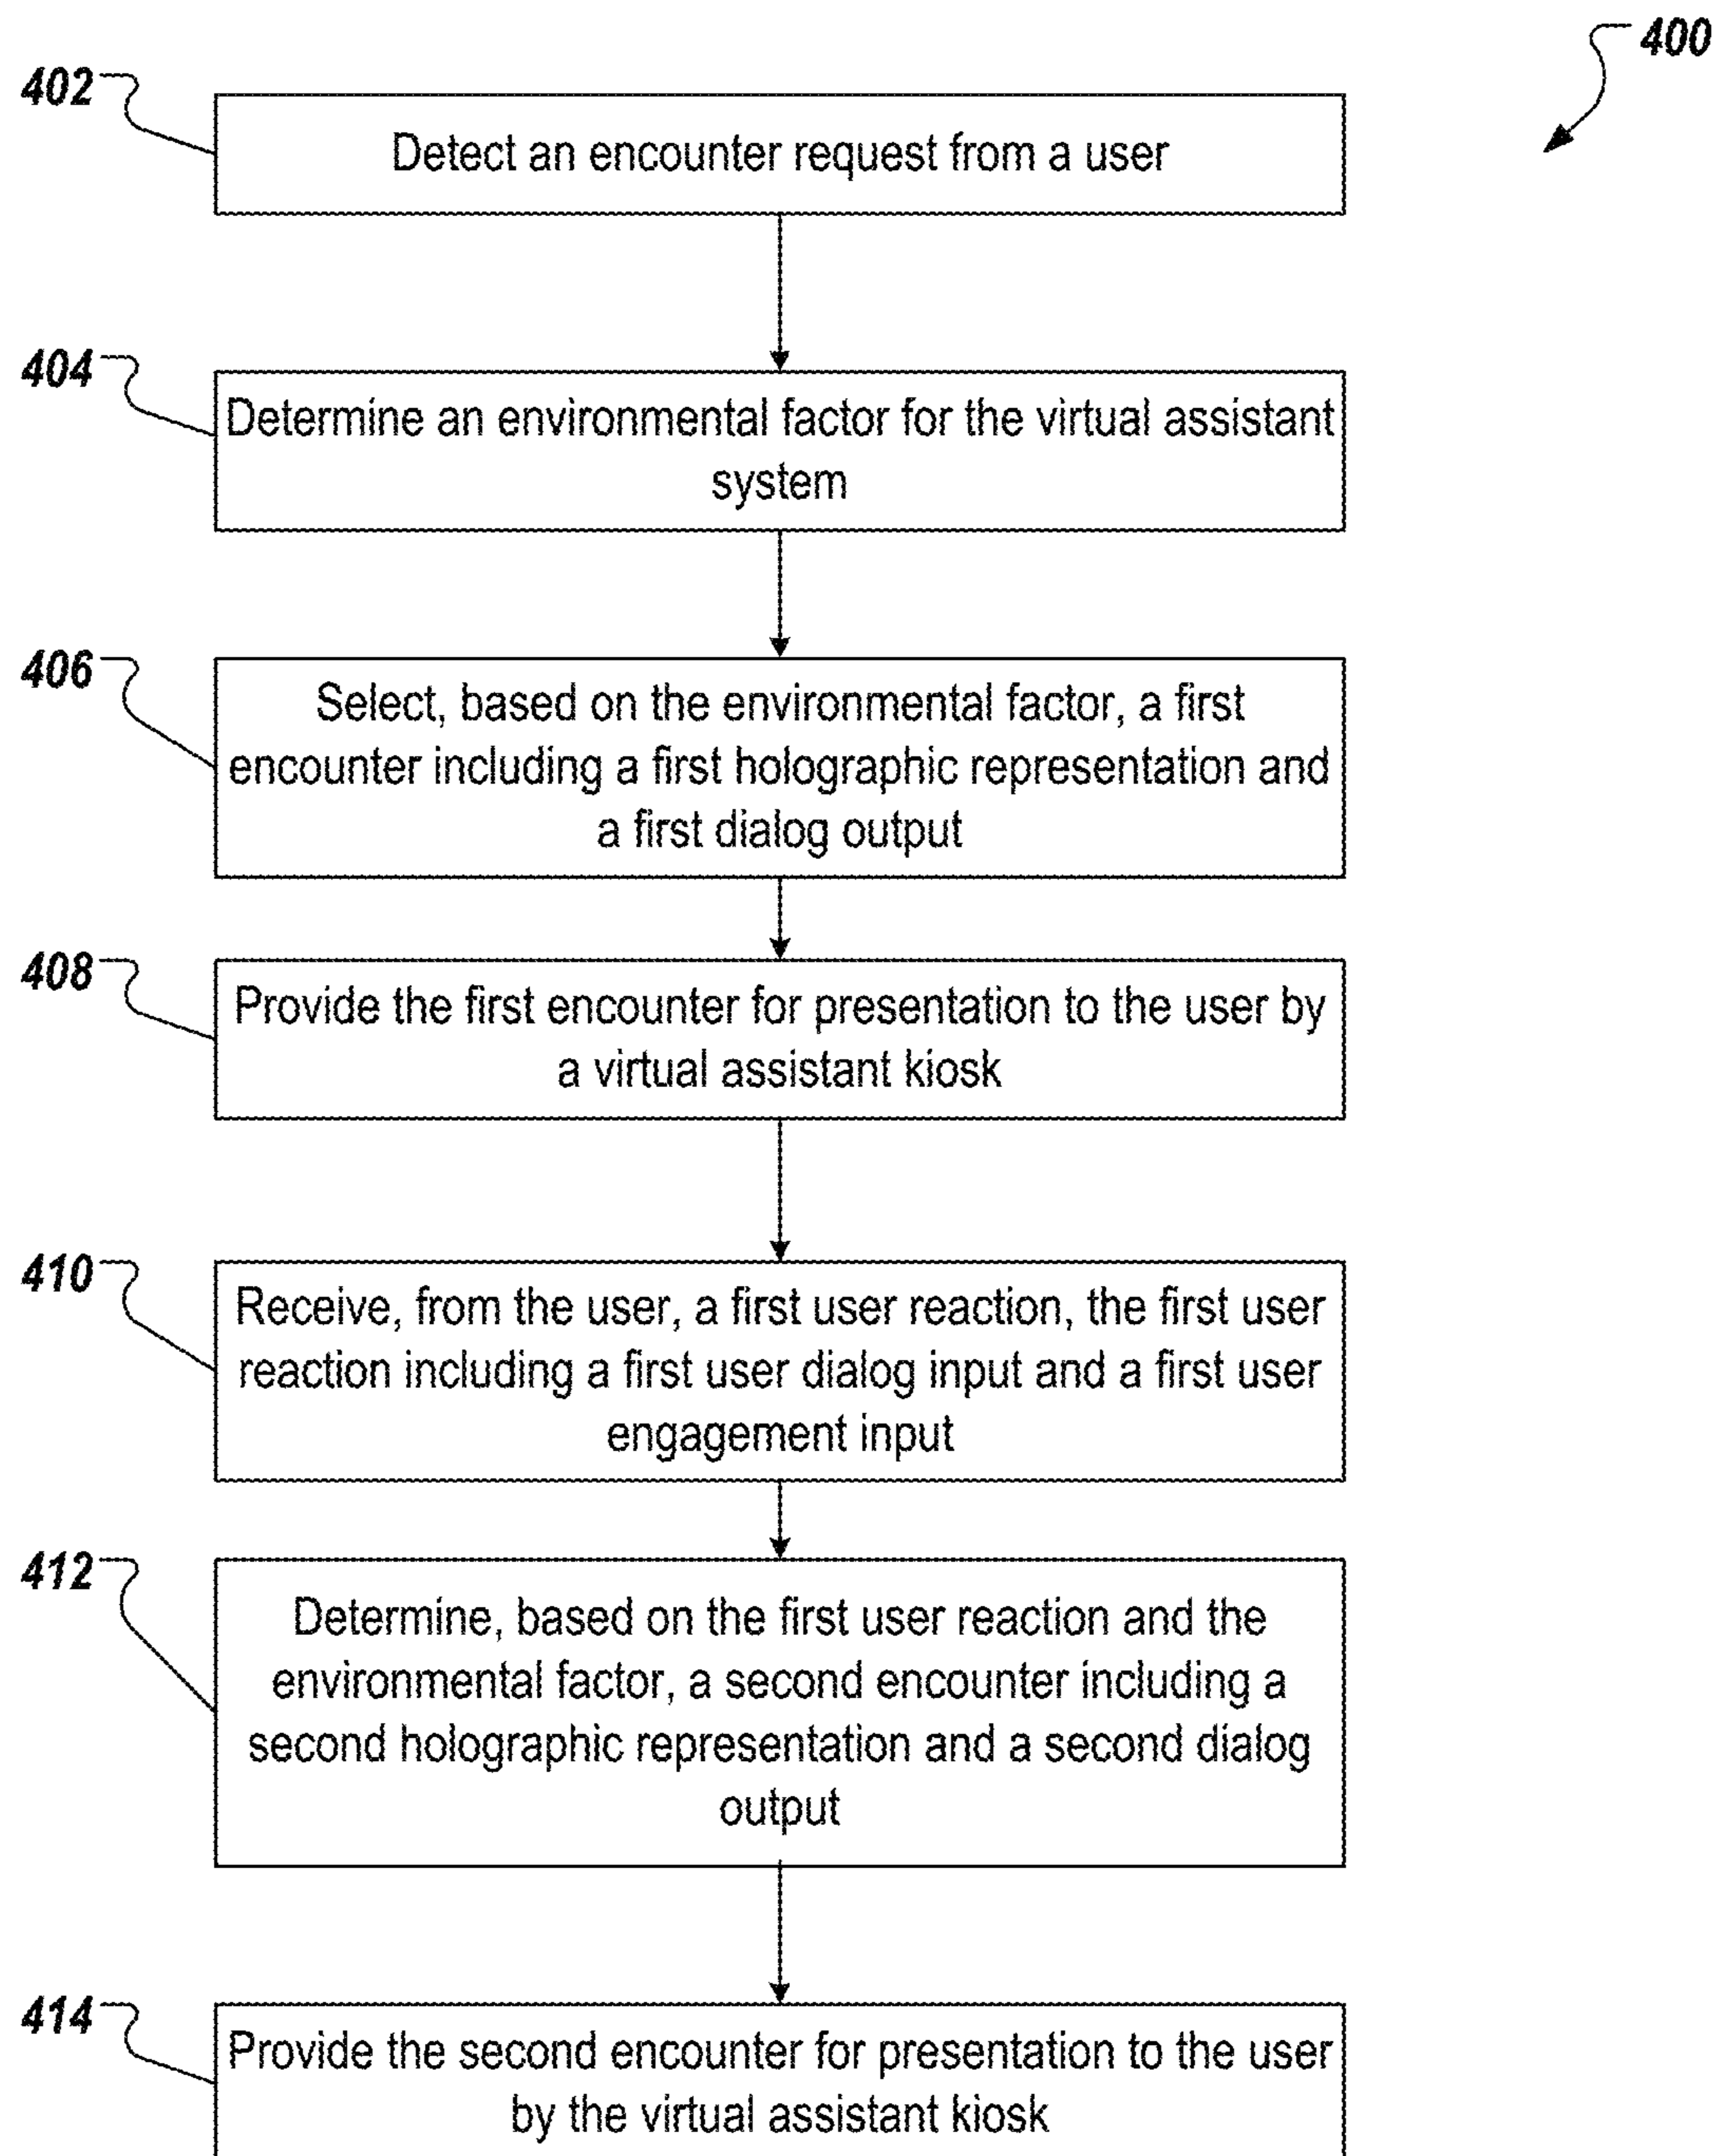 400
402
Detect an encounter request from a user
404
Determine an environmental factor for the virtual assistant
system
406
Select, based on the environmental factor, a first
encounter including a first holographic representation and
a first dialog output
408
Provide the first encounter for presentation to the user by
a virtual assistant kiosk
410
Receive, from the user, a first user reaction, the first user
reaction including a first user dialog input and a first user
engagement input
412
Determine, based on the first user reaction and the
environmental factor, a second encounter including a
second holographic representation and a second dialog
output
414
Provide the second encounter for presentation to the user
by the virtual assistant kiosk